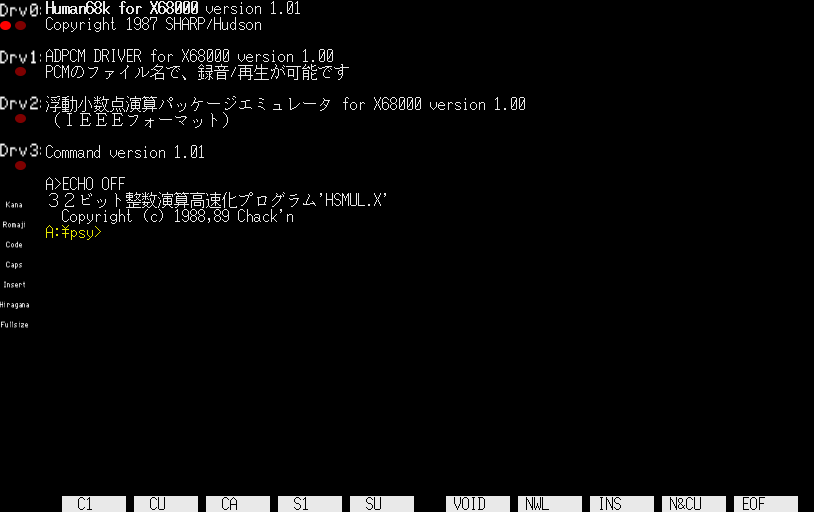 Drv0:
Human68k for X68000 version 1.01
Copyright 1987 SHARP/Hudson
Drv1:
ADPCM DRIVER for X68000 version 1.00
PCMのファイル名で、録音/再生が可能です
Drv2:
浮動小数点演算パッケージエミュレータ for X68000 version 1.00
（ＩＥＥＥフォーマット）
Drv3:
Command version 1.01
A>ECHO OFF
３２ビット整数演算高速化プログラム'HSMUL.X'
Copyright (c) 1988,89 Chack'n
A:¥psy>
Kana
Romaji
Code
Caps
Insert
Hiragana
Fullsize
C1 CU CA S1 SU VOID NWL INS N&CU EOF